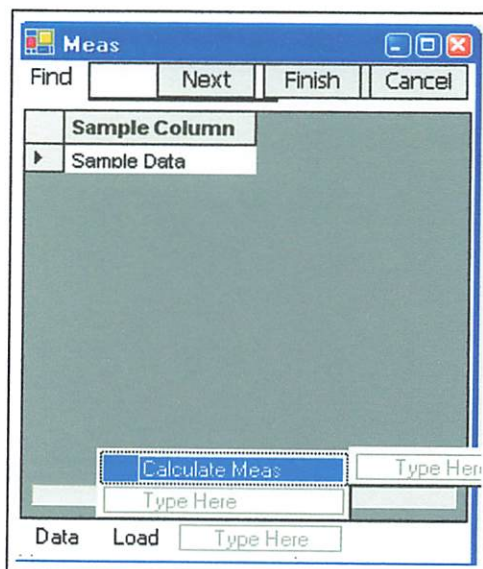 Meas
Find Next Finish Cancel
Sample Column
Sample Data
Calculate Meas Type Here
Type Here
Data Load Type Here